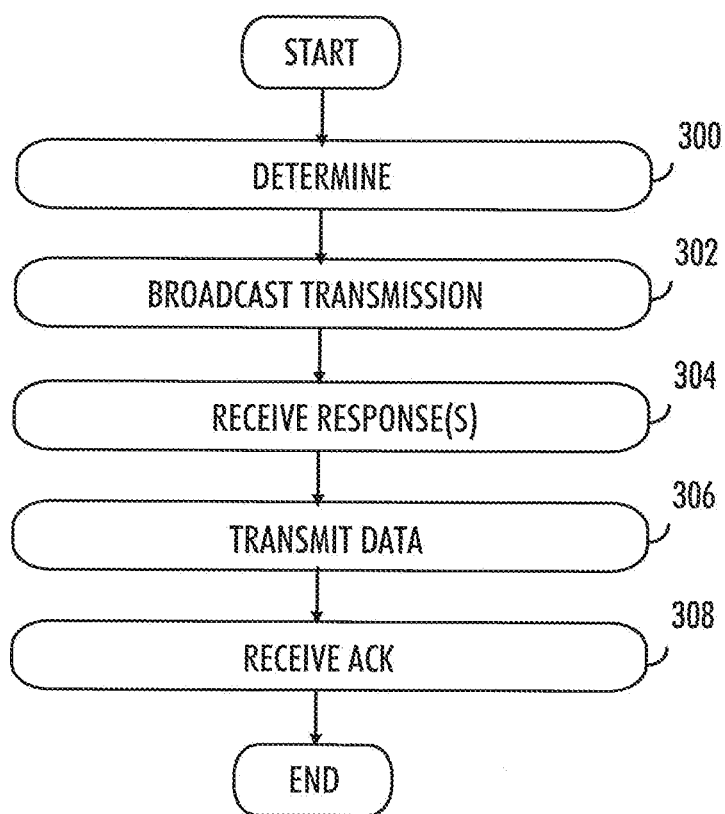 START
300
DETERMINE
302
BROADCAST TRANSMISSION
304
RECEIVE RESPONSE(S)
306
TRANSMIT DATA
308
RECEIVE ACK
END